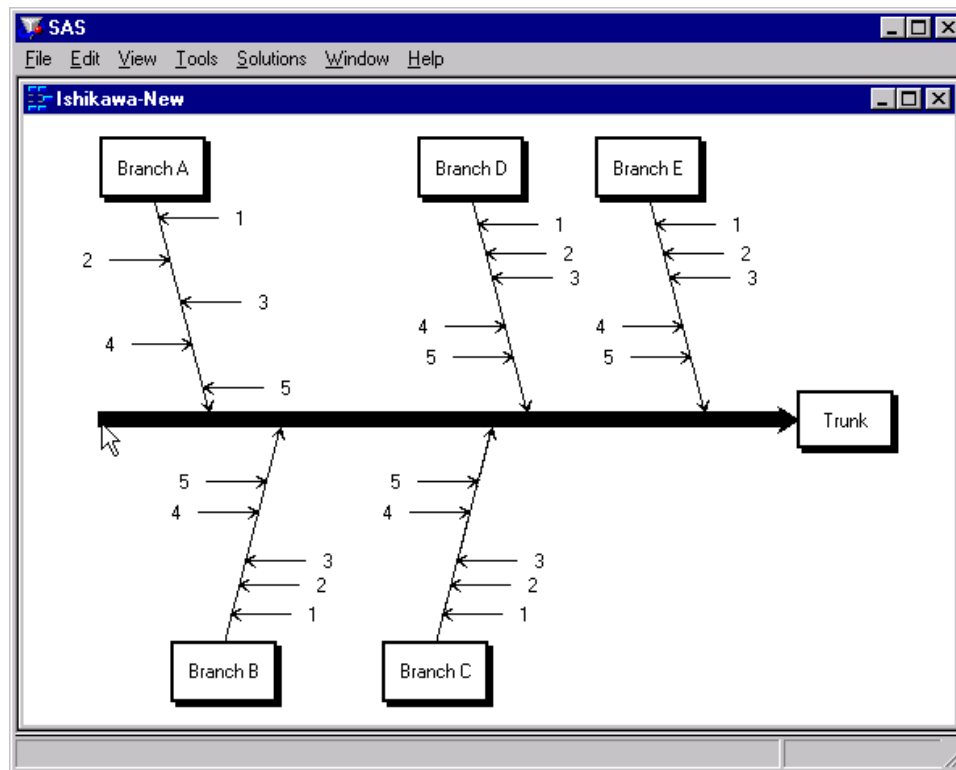 SAS
File Edit View Tools Solutions Window Help
Ishikawa-New
Branch A Branch D Branch E
1 1 1
2 2 2
3 3 3
4 4 4
5 5 5
Trunk
5 5
4 4
3 3
2 2
1 1
Branch B Branch C